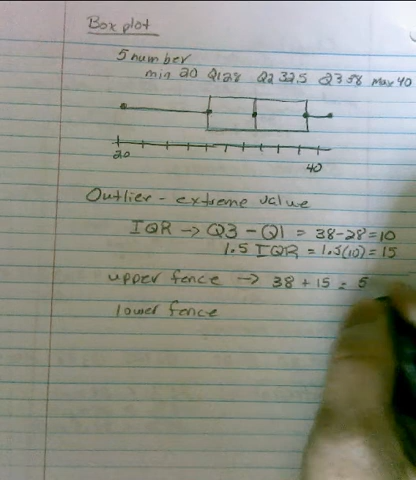 Box plot
5 number
min 20 Q1 28 Q2 32.5 Q3 38 max 40
20 40
Outlier - extreme value
IQR → Q3 - Q1 = 38-28=10
1.5 IQR = 1.5(10) = 15
upper fence → 38 + 15 = 5
lower fence